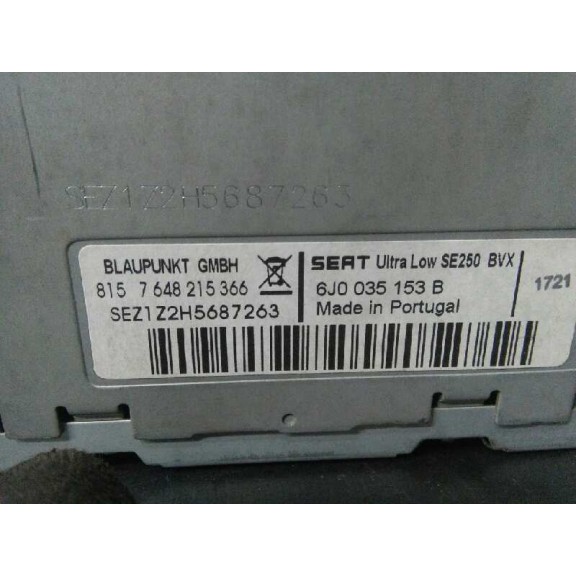 SEZ1Z2H5687263
BLAUPUNKT GMBH
815 7 648 215 366
SEZ1Z2H5687263
SEAT Ultra Low SE250 BVX
6J0 035 153 B
Made in Portugal
1721